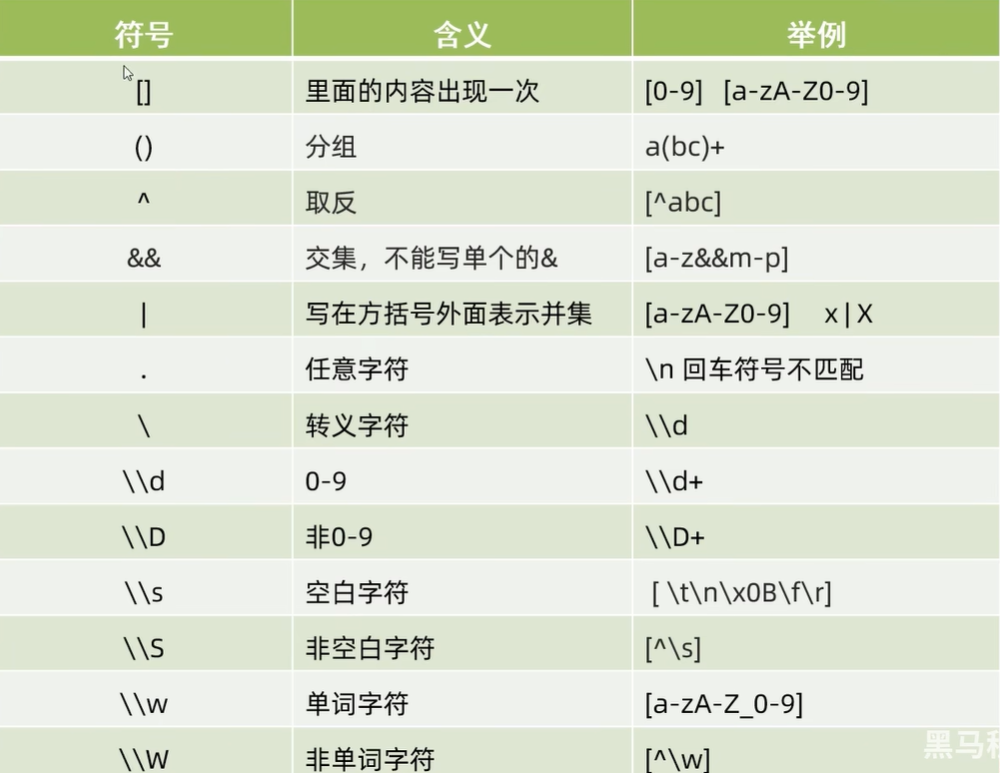 符号 含义 举例
[] 里面的内容出现一次 [0-9] [a-zA-Z0-9]
() 分组 a(bc)+
^ 取反 [^abc]
&& 交集，不能写单个的& [a-z&&m-p]
| 写在方括号外面表示并集 [a-zA-Z0-9] x|X
. 任意字符 \n 回车符号不匹配
\ 转义字符 \\d
\\d 0-9 \\d+
\\D 非0-9 \\D+
\\s 空白字符 [ \t\n\x0B\f\r]
\\S 非空白字符 [^\s]
\\w 单词字符 [a-zA-Z_0-9]
\\W 非单词字符 [^\w]
黑马